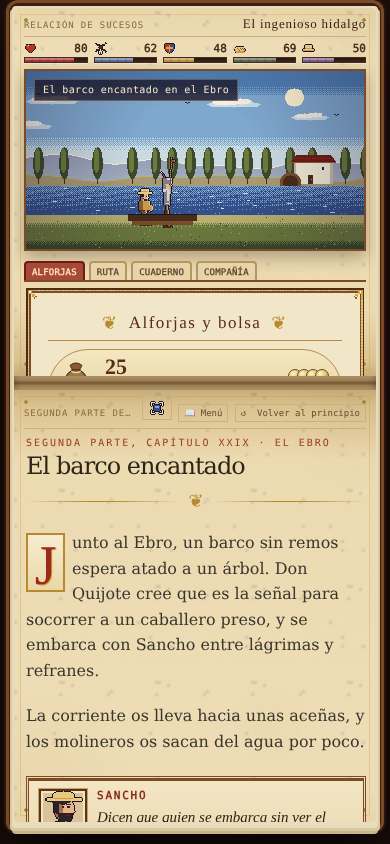 RELACIÓN DE SUCESOS
El ingenioso hidalgo
80 62 48 69 50
El barco encantado en el Ebro
ALFORJAS RUTA CUADERNO COMPAÑÍA
Alforjas y bolsa
25
SEGUNDA PARTE DE…
📖 Menú
↺ Volver al principio
SEGUNDA PARTE, CAPÍTULO XXIX · EL EBRO
El barco encantado
Junto al Ebro, un barco sin remos
espera atado a un árbol. Don
Quijote cree que es la señal para
socorrer a un caballero preso, y se
embarca con Sancho entre lágrimas y
refranes.
La corriente os lleva hacia unas aceñas, y
los molineros os sacan del agua por poco.
SANCHO
Dicen que quien se embarca sin ver el